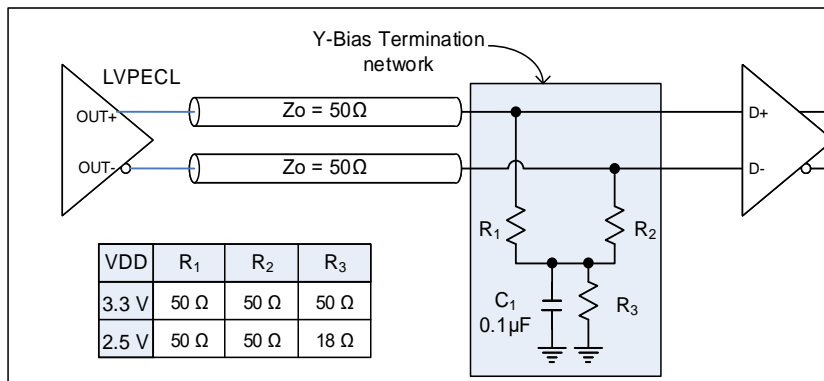 Y-Bias Termination
network
LVPECL
OUT+
OUT-
Zo = 50Ω
Zo = 50Ω
D+
D-
R1
R2
C1
0.1µF
R3
VDD R1 R2 R3
3.3 V 50 Ω 50 Ω 50 Ω
2.5 V 50 Ω 50 Ω 18 Ω